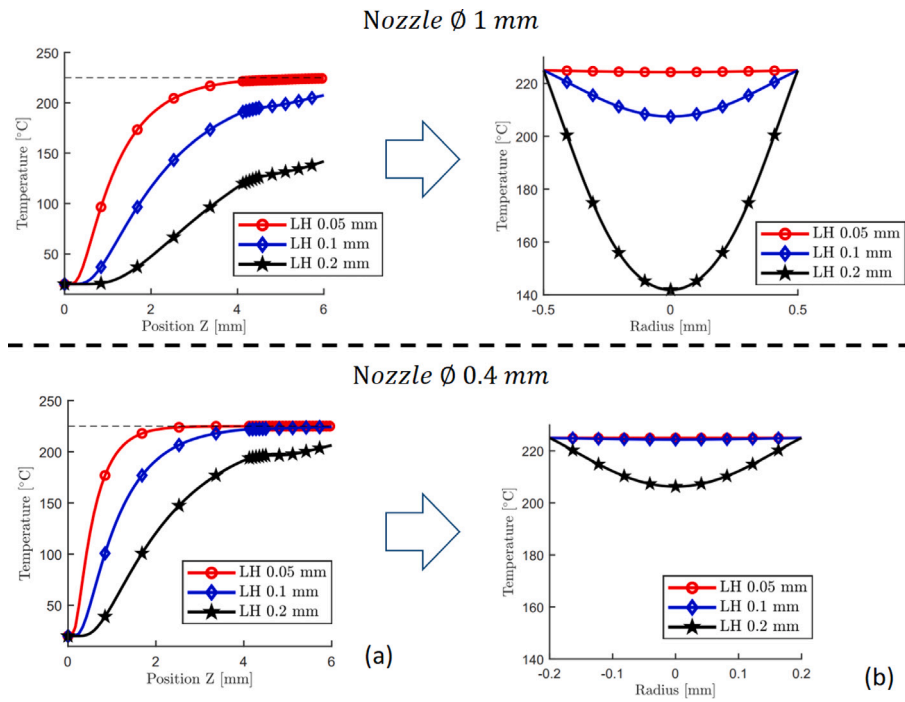 Nozzle Ø 1 mm
250
200
150
100
50
0
2
4
6
Temperature [°C]
Position Z [mm]
LH 0.05 mm
LH 0.1 mm
LH 0.2 mm
220
200
180
160
140
-0.5
0
0.5
Temperature [°C]
Radius [mm]
LH 0.05 mm
LH 0.1 mm
LH 0.2 mm
Nozzle Ø 0.4 mm
250
200
150
100
50
0
2
4
6
Temperature [°C]
Position Z [mm]
LH 0.05 mm
LH 0.1 mm
LH 0.2 mm
(a)
220
200
180
160
140
-0.2
-0.1
0
0.1
0.2
Temperature [°C]
Radius [mm]
LH 0.05 mm
LH 0.1 mm
LH 0.2 mm
(b)